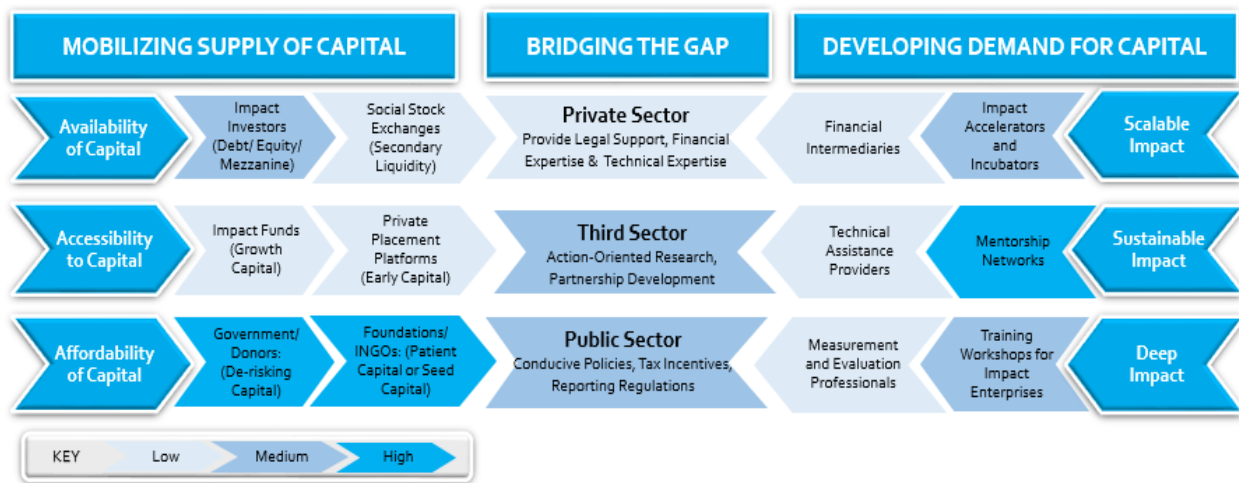 MOBILIZING SUPPLY OF CAPITAL
BRIDGING THE GAP
DEVELOPING DEMAND FOR CAPITAL
Availability
of Capital
Impact
Investors
(Debt/ Equity/
Mezzanine)
Social Stock
Exchanges
(Secondary
Liquidity)
Private Sector
Provide Legal Support, Financial
Expertise & Technical Expertise
Financial
Intermediaries
Impact
Accelerators
and
Incubators
Scalable
Impact
Accessibility
to Capital
Impact Funds
(Growth
Capital)
Private
Placement
Platforms
(Early Capital)
Third Sector
Action-Oriented Research,
Partnership Development
Technical
Assistance
Providers
Mentorship
Networks
Sustainable
Impact
Affordability
of Capital
Government/
Donors:
(De-risking
Capital)
Foundations/
INGOs: (Patient
Capital or Seed
Capital)
Public Sector
Conducive Policies, Tax Incentives,
Reporting Regulations
Measurement
and Evaluation
Professionals
Training
Workshops for
Impact
Enterprises
Deep
Impact
KEY
Low
Medium
High